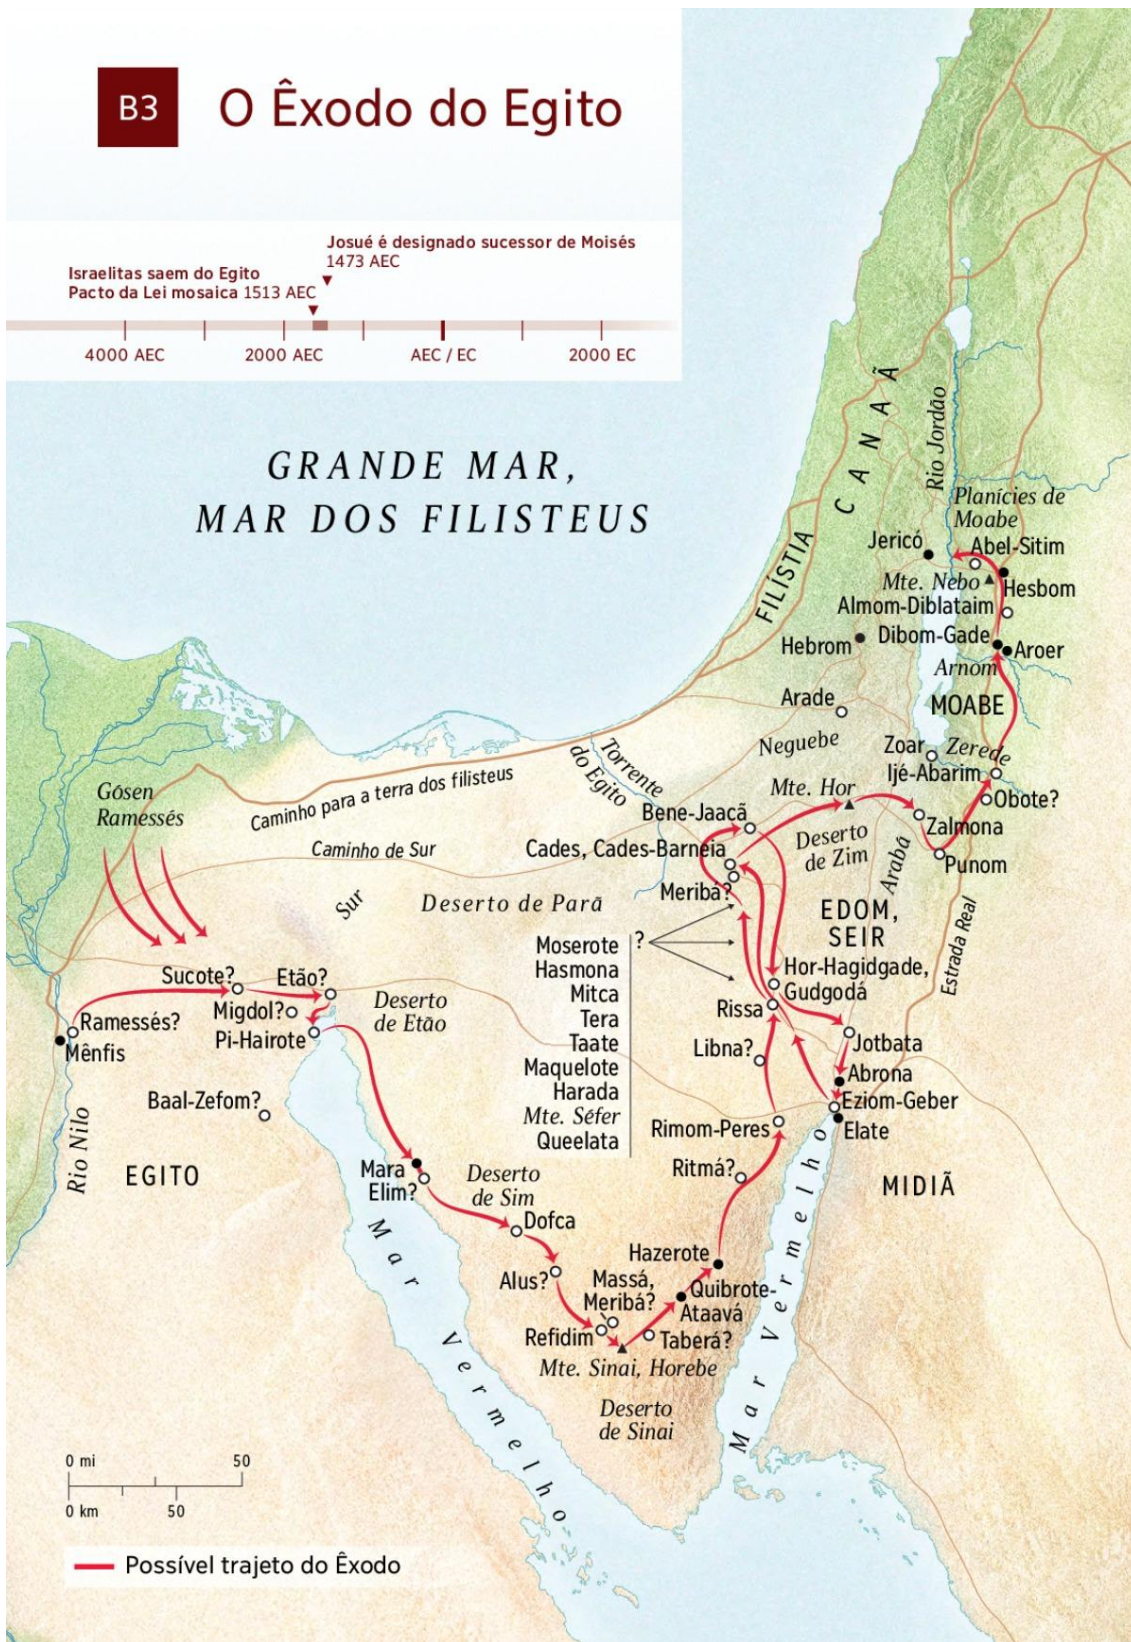 B3
O Êxodo do Egito
Josué é designado sucessor de Moisés
1473 AEC
Israelitas saem do Egito
Pacto da Lei mosaica 1513 AEC
4000 AEC
2000 AEC
AEC / EC
2000 EC
GRANDE MAR,
MAR DOS FILISTEUS
CANAÃ
Rio Jordão
FILÍSTIA
Planícies de
Moabe
Jericó
Abel-Sitim
Mte. Nebo
Hesbom
Almom-Diblataim
Hebrom
Dibom-Gade
Aroer
Arnom
Arade
MOABE
Neguebe
Zoar
Zerede
Ijé-Abarim
Torrente
do Egito
Mte. Hor
Obote?
Gósen
Ramessés
Caminho para a terra dos filisteus
Bene-Jaacã
Zalmona
Deserto
de Zim
Caminho de Sur
Cades, Cades-Barneia
Arabá
Punom
Meribá?
Sur
Deserto de Parã
EDOM,
SEIR
Estrada Real
Moserote
?
Hasmona
Mitca
Tera
Taate
Maquelote
Harada
Mte. Séfer
Queelata
Hor-Hagidgade,
Gudgodá
Sucote?
Etão?
Deserto
de Etão
Migdol?
Rissa
Ramessés?
Pi-Hairote
Mênfis
Libna?
Jotbata
Abrona
Baal-Zefom?
Eziom-Geber
Elate
Rio Nilo
Rimom-Peres
EGITO
Mara
Elim?
Deserto
de Sim
Ritmá?
MIDIÃ
Dofca
Mar Vermelho
Hazerote
Alus?
Massá,
Meribá?
Quibrote-
Ataavá
Refidim
Taberá?
Mte. Sinai, Horebe
Mar Vermelho
Deserto
de Sinai
0 mi
50
0 km
50
Possível trajeto do Êxodo